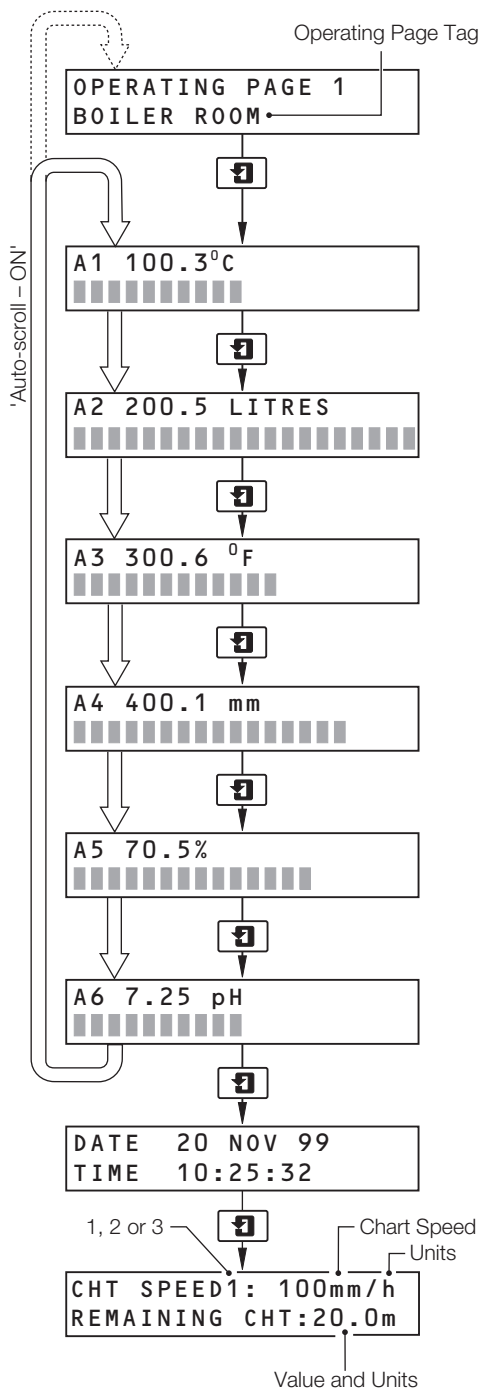 Operating Page Tag
OPERATING PAGE 1
BOILER ROOM
'Auto-scroll – ON'
A1 100.3⁰C
A2 200.5 LITRES
A3 300.6 ⁰F
A4 400.1 mm
A5 70.5%
A6 7.25 pH
DATE 20 NOV 99
TIME 10:25:32
1, 2 or 3
Chart Speed
Units
CHT SPEED1: 100mm/h
REMAINING CHT:20.0m
Value and Units